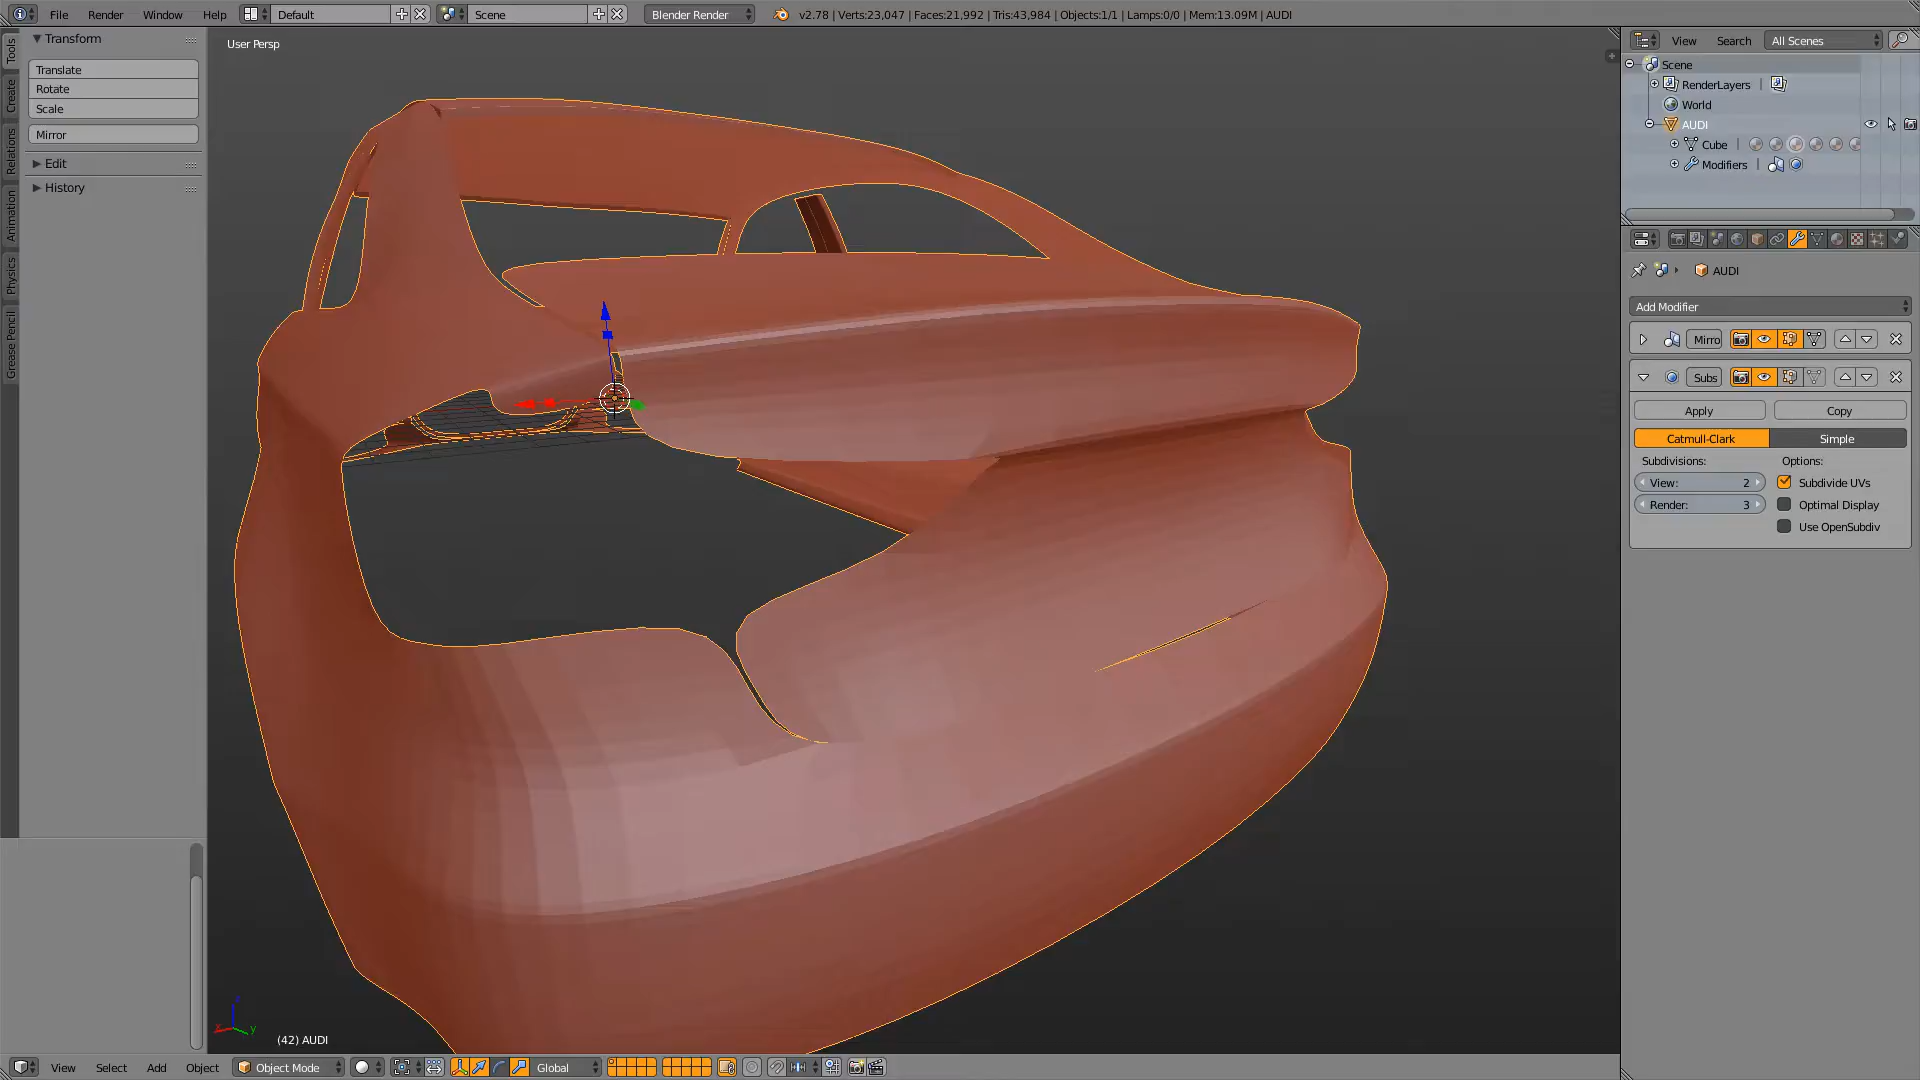 File Render Window Help Default Scene Blender Render v2.78 | Verts:23,047 | Faces:21,992 | Tris:43,984 | Objects:1/1 | Lamps:0/0 | Mem:13.09M | AUDI
Tools
Create
Relations
Animation
Physics
Grease Pencil
Transform
Translate
Rotate
Scale
Mirror
Edit
History
User Persp
(42) AUDI
View Search All Scenes
Scene
RenderLayers
World
AUDI
Cube
Modifiers
AUDI
Add Modifier
Mirro
Subs
Apply Copy
Catmull-Clark Simple
Subdivisions: Options:
View: 2 Subdivide UVs
Render: 3 Optimal Display
Use OpenSubdiv
View Select Add Object Object Mode Global